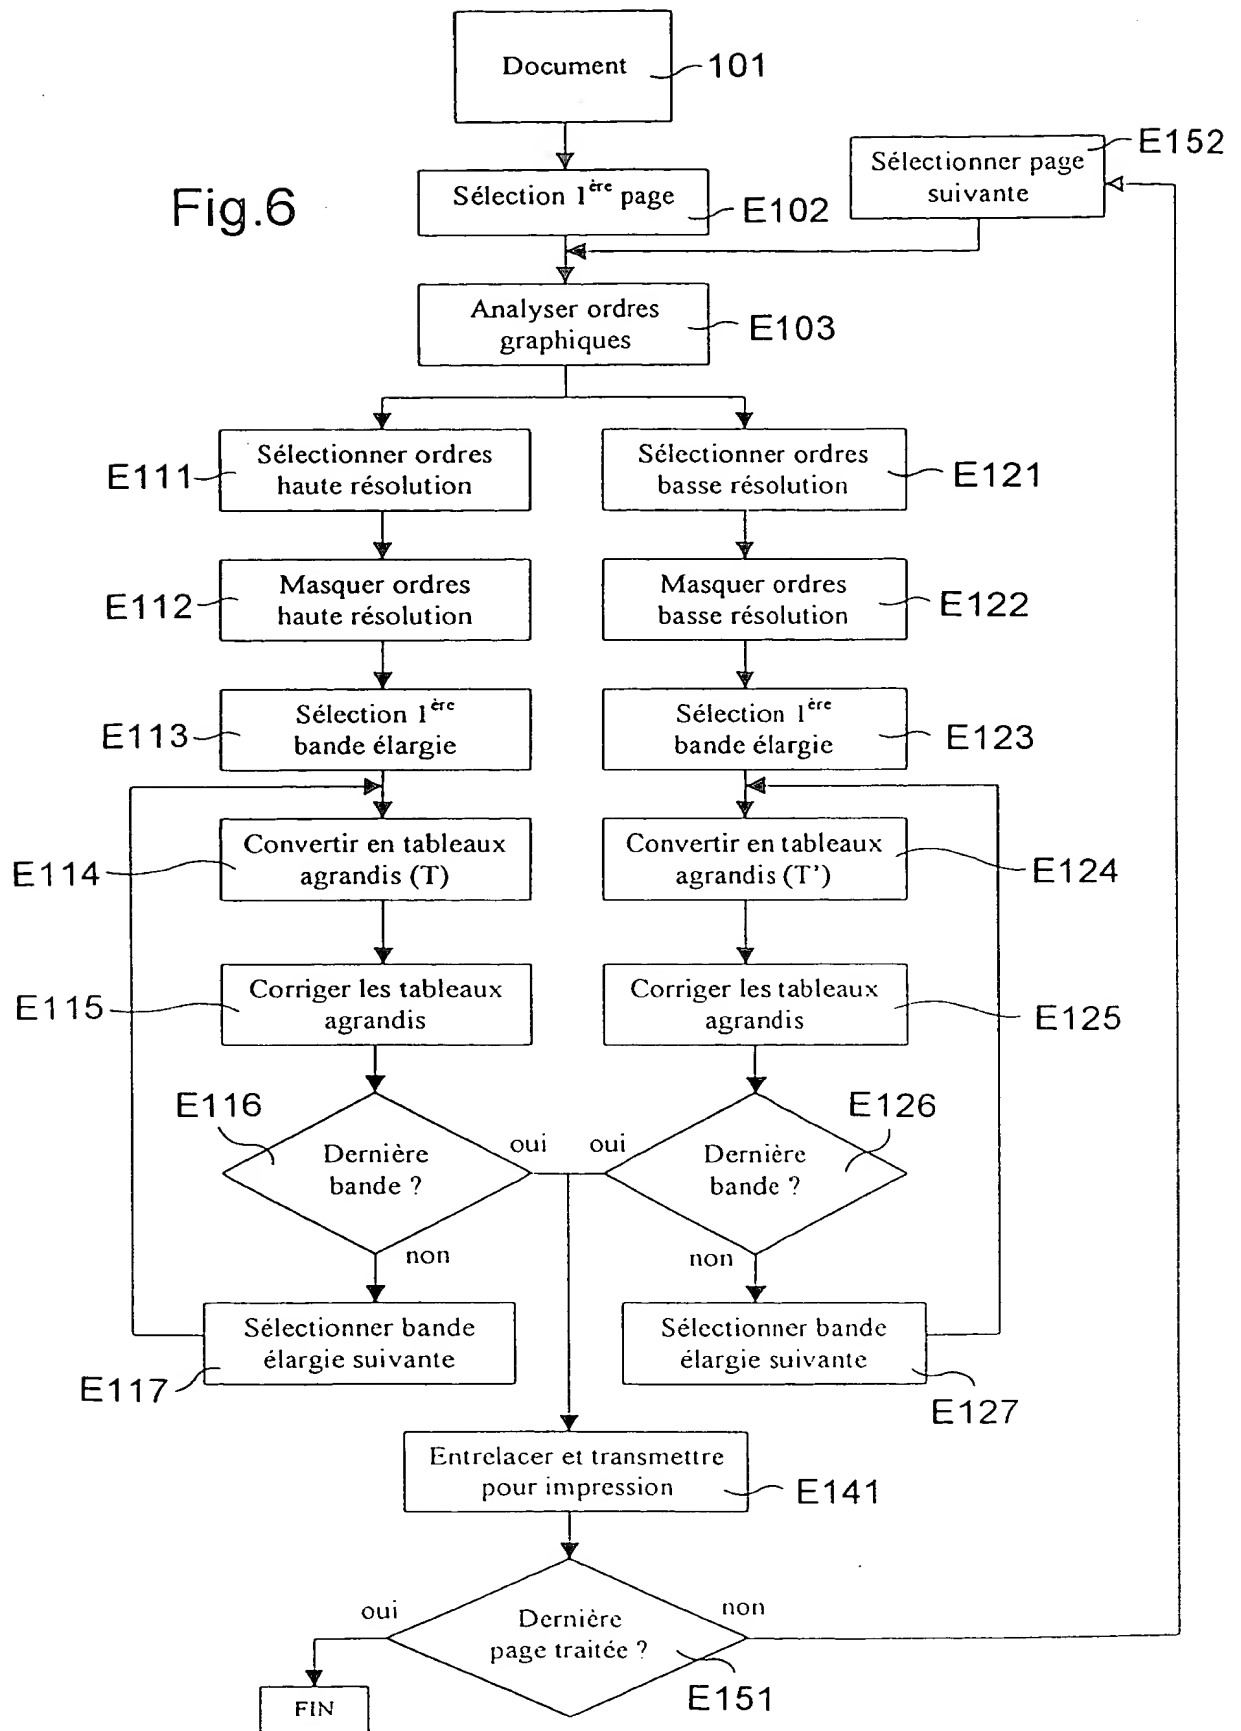 Document
101
Fig.6
Sélection 1ère page
E102
Sélectionner page
suivante
E152
Analyser ordres
graphiques
E103
E111
Sélectionner ordres
haute résolution
Sélectionner ordres
basse résolution
E121
E112
Masquer ordres
haute résolution
Masquer ordres
basse résolution
E122
E113
Sélection 1ère
bande élargie
Sélection 1ère
bande élargie
E123
E114
Convertir en tableaux
agrandis (T)
Convertir en tableaux
agrandis (T')
E124
E115
Corriger les tableaux
agrandis
Corriger les tableaux
agrandis
E125
E116
Dernière
bande ?
oui
non
oui
Dernière
bande ?
non
E126
Sélectionner bande
élargie suivante
E117
Sélectionner bande
élargie suivante
E127
Entrelacer et transmettre
pour impression
E141
oui
Dernière
page traitée ?
non
E151
FIN